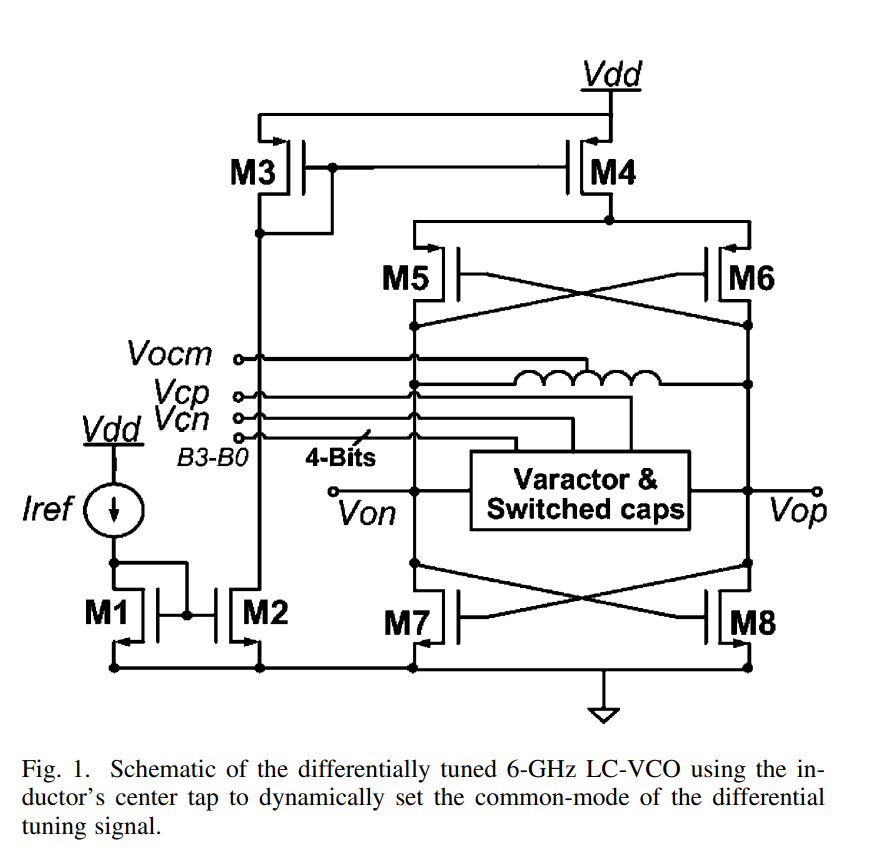 Vdd
M3
M4
M5
M6
Vocm
Vcp
Vcn
Vdd
B3-B0
4-Bits
Varactor &
Switched caps
Iref
Von
Vop
M1
M2
M7
M8
Fig. 1. Schematic of the differentially tuned 6-GHz LC-VCO using the in-
ductor's center tap to dynamically set the common-mode of the differential
tuning signal.